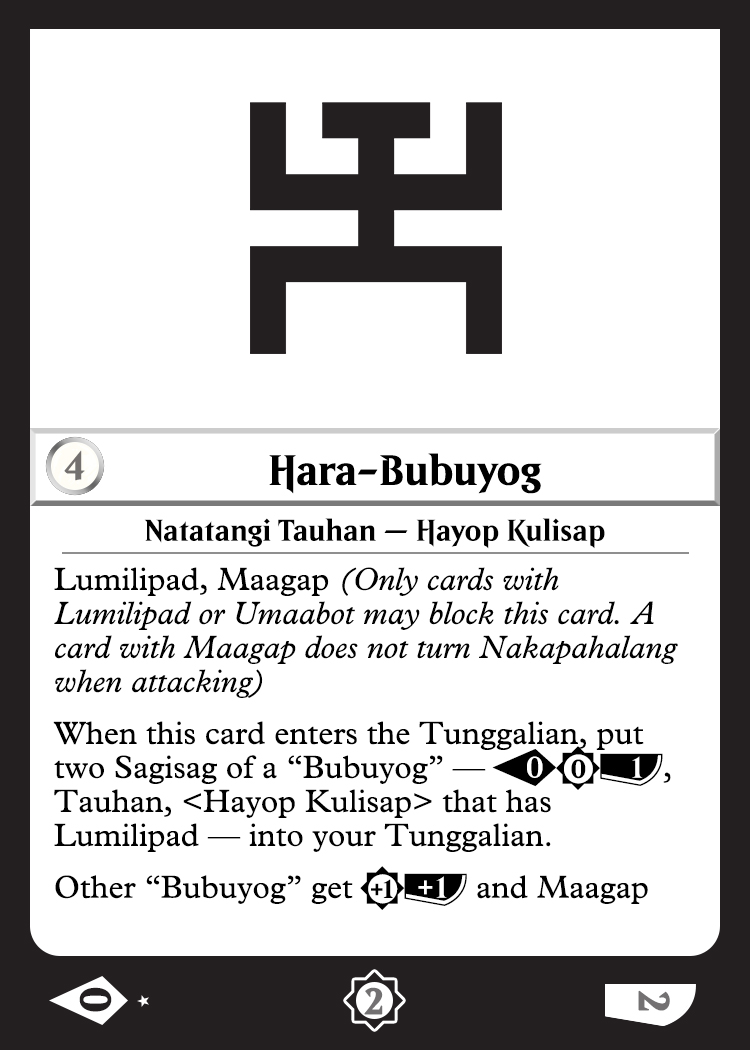 4
Hara-Bubuyog
Natatangi Tauhan — Hayop Kulisap
Lumilipad, Maagap (Only cards with
Lumilipad or Umaabot may block this card. A
card with Maagap does not turn Nakapahalang
when attacking)
When this card enters the Tunggalian, put
two Sagisag of a “Bubuyog” — 0 0 1,
Tauhan, <Hayop Kulisap> that has
Lumilipad — into your Tunggalian.
Other “Bubuyog” get +1 +1 and Maagap
0 2 2